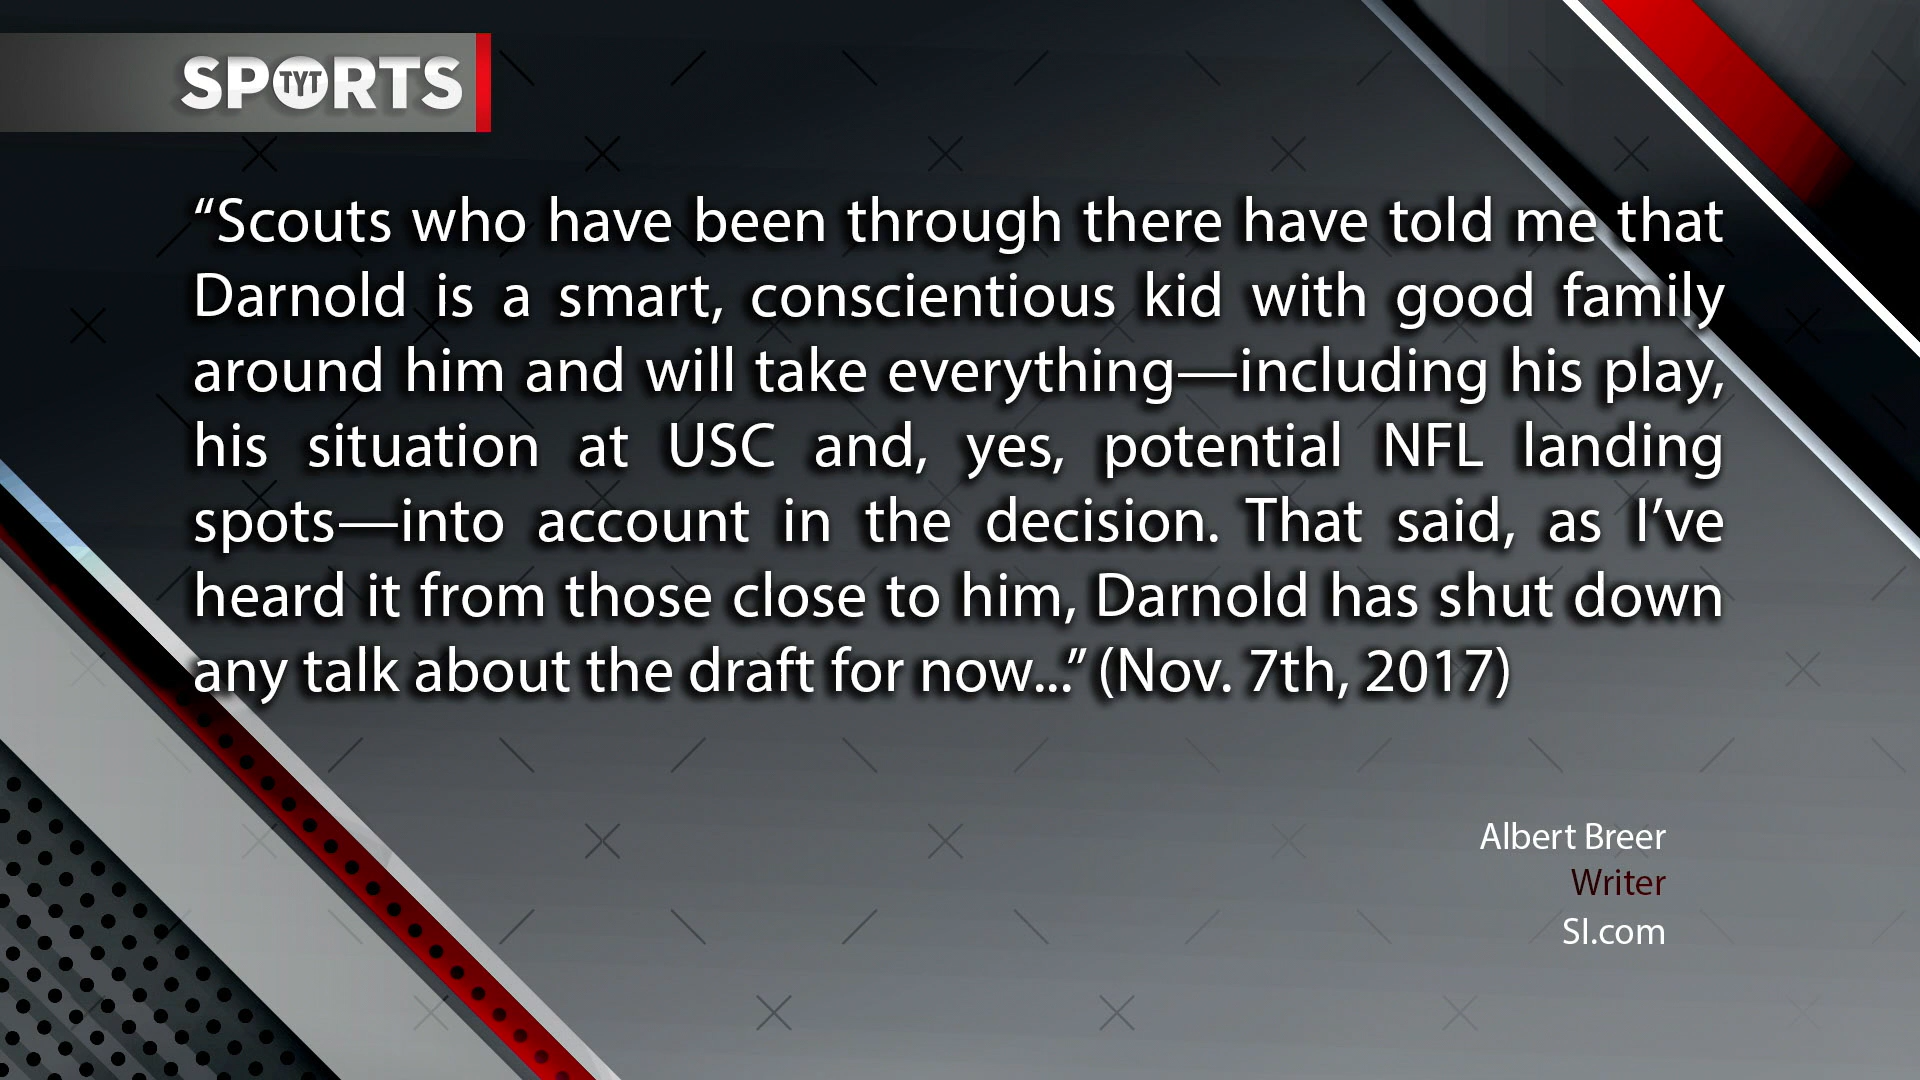 SPTYTRTS
“Scouts who have been through there have told me that
Darnold is a smart, conscientious kid with good family
around him and will take everything—including his play,
his situation at USC and, yes, potential NFL landing
spots—into account in the decision. That said, as I’ve
heard it from those close to him, Darnold has shut down
any talk about the draft for now...” (Nov. 7th, 2017)
Albert Breer
Writer
SI.com